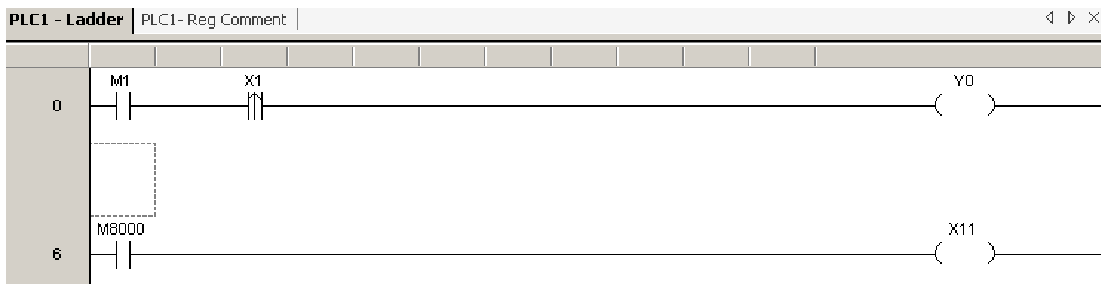 PLC1 - Ladder PLC1- Reg Comment
M1 X1 Y0
0
M8000 X11
6